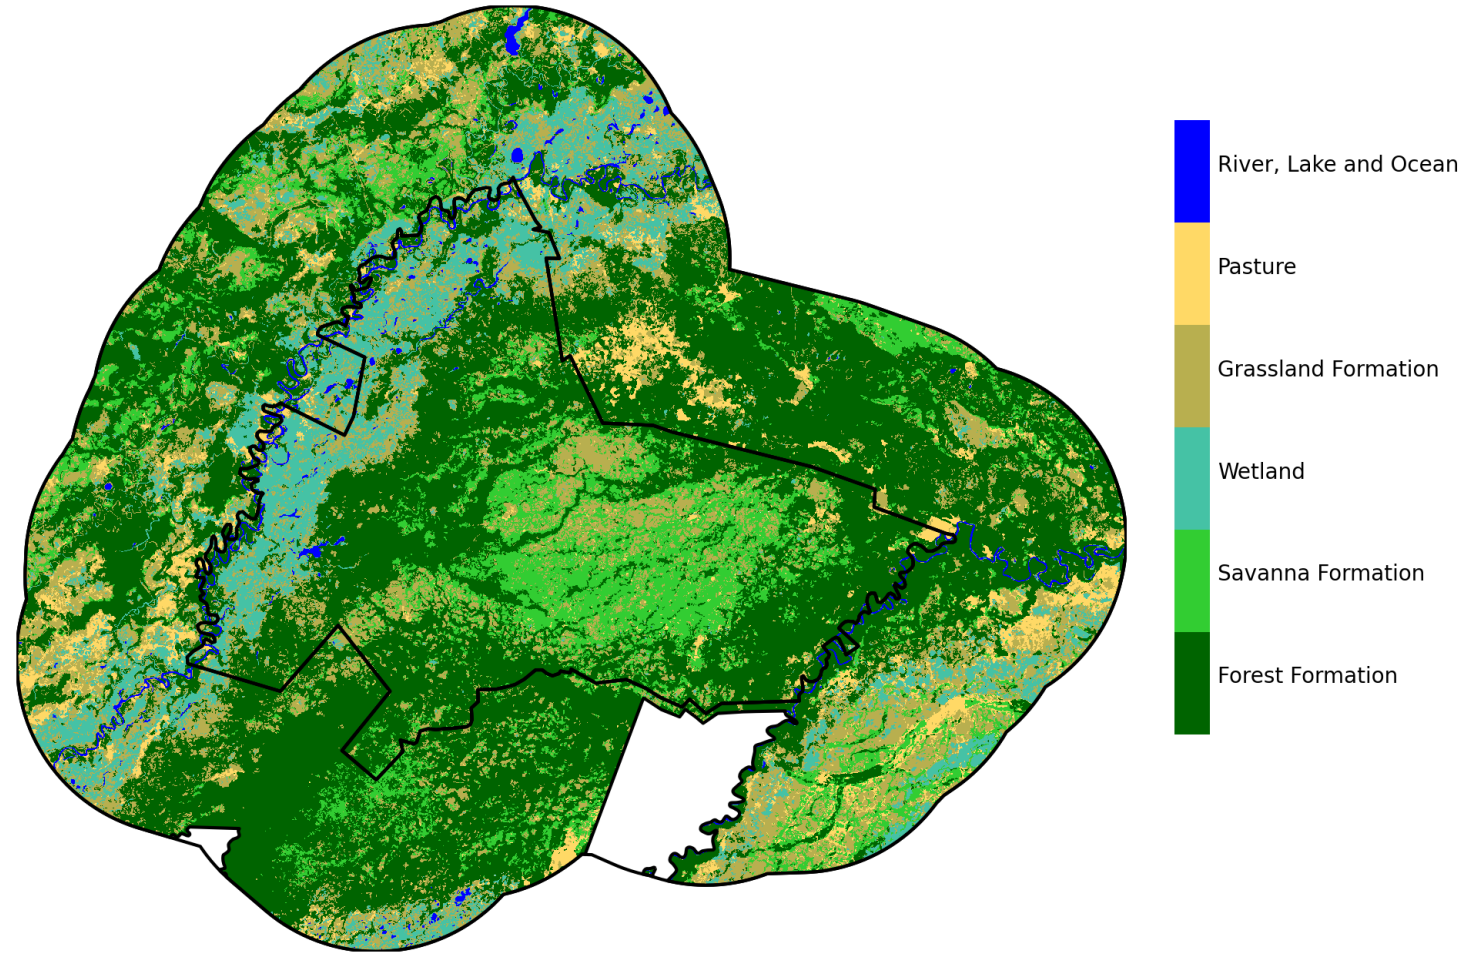 River, Lake and Ocean
Pasture
Grassland Formation
Wetland
Savanna Formation
Forest Formation